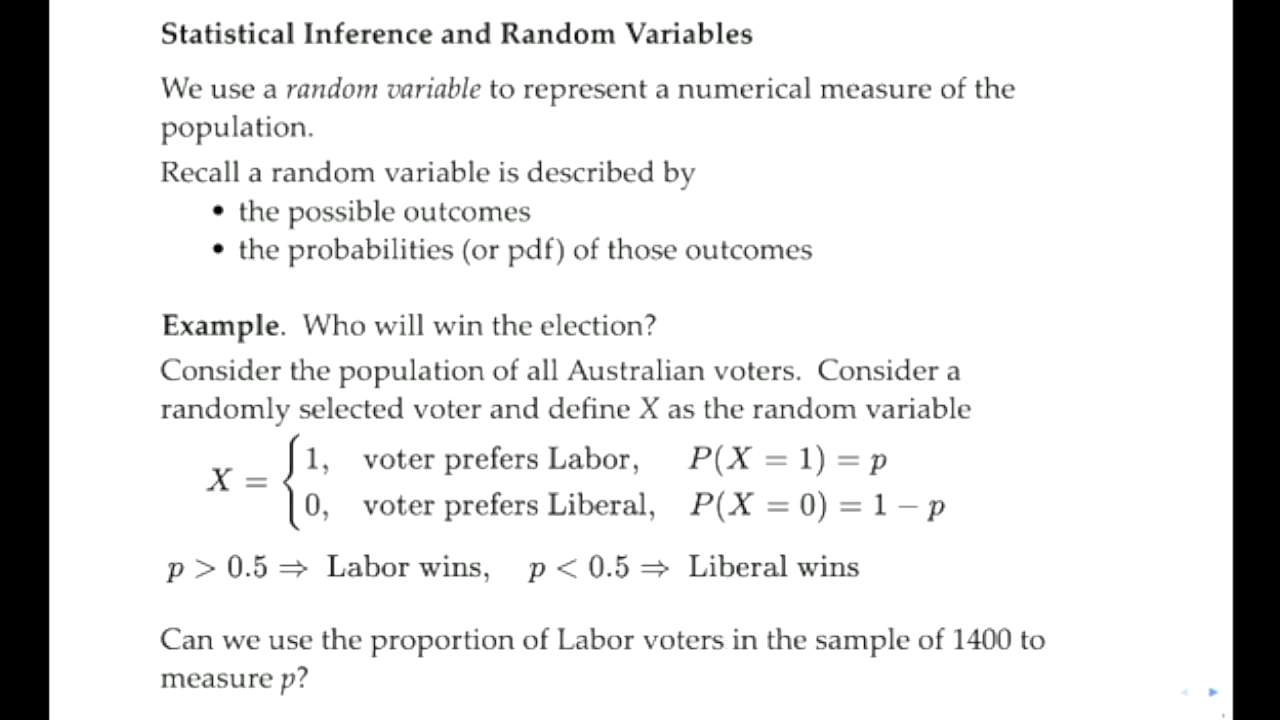 Statistical Inference and Random Variables
We use a random variable to represent a numerical measure of the
population.
Recall a random variable is described by
• the possible outcomes
• the probabilities (or pdf) of those outcomes
Example. Who will win the election?
Consider the population of all Australian voters. Consider a
randomly selected voter and define X as the random variable
X = { 1, voter prefers Labor, P(X = 1) = p
0, voter prefers Liberal, P(X = 0) = 1 − p
p > 0.5 ⇒ Labor wins, p < 0.5 ⇒ Liberal wins
Can we use the proportion of Labor voters in the sample of 1400 to
measure p?